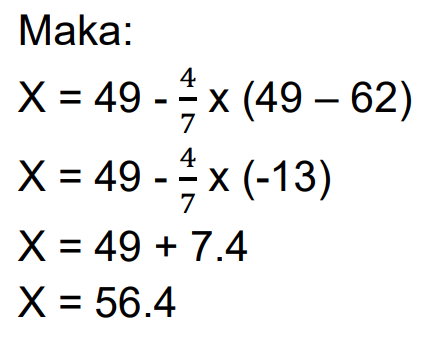 Maka:
X = 49 - 4/7 x (49 – 62)
X = 49 - 4/7 x (-13)
X = 49 + 7.4
X = 56.4